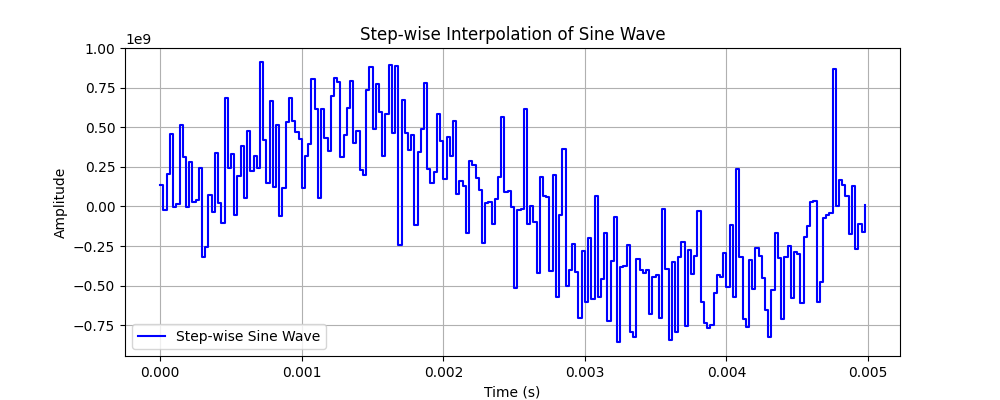 Step-wise Interpolation of Sine Wave
1e9
1.00
0.75
0.50
0.25
0.00
−0.25
−0.50
−0.75
Amplitude
Step-wise Sine Wave
0.000 0.001 0.002 0.003 0.004 0.005
Time (s)